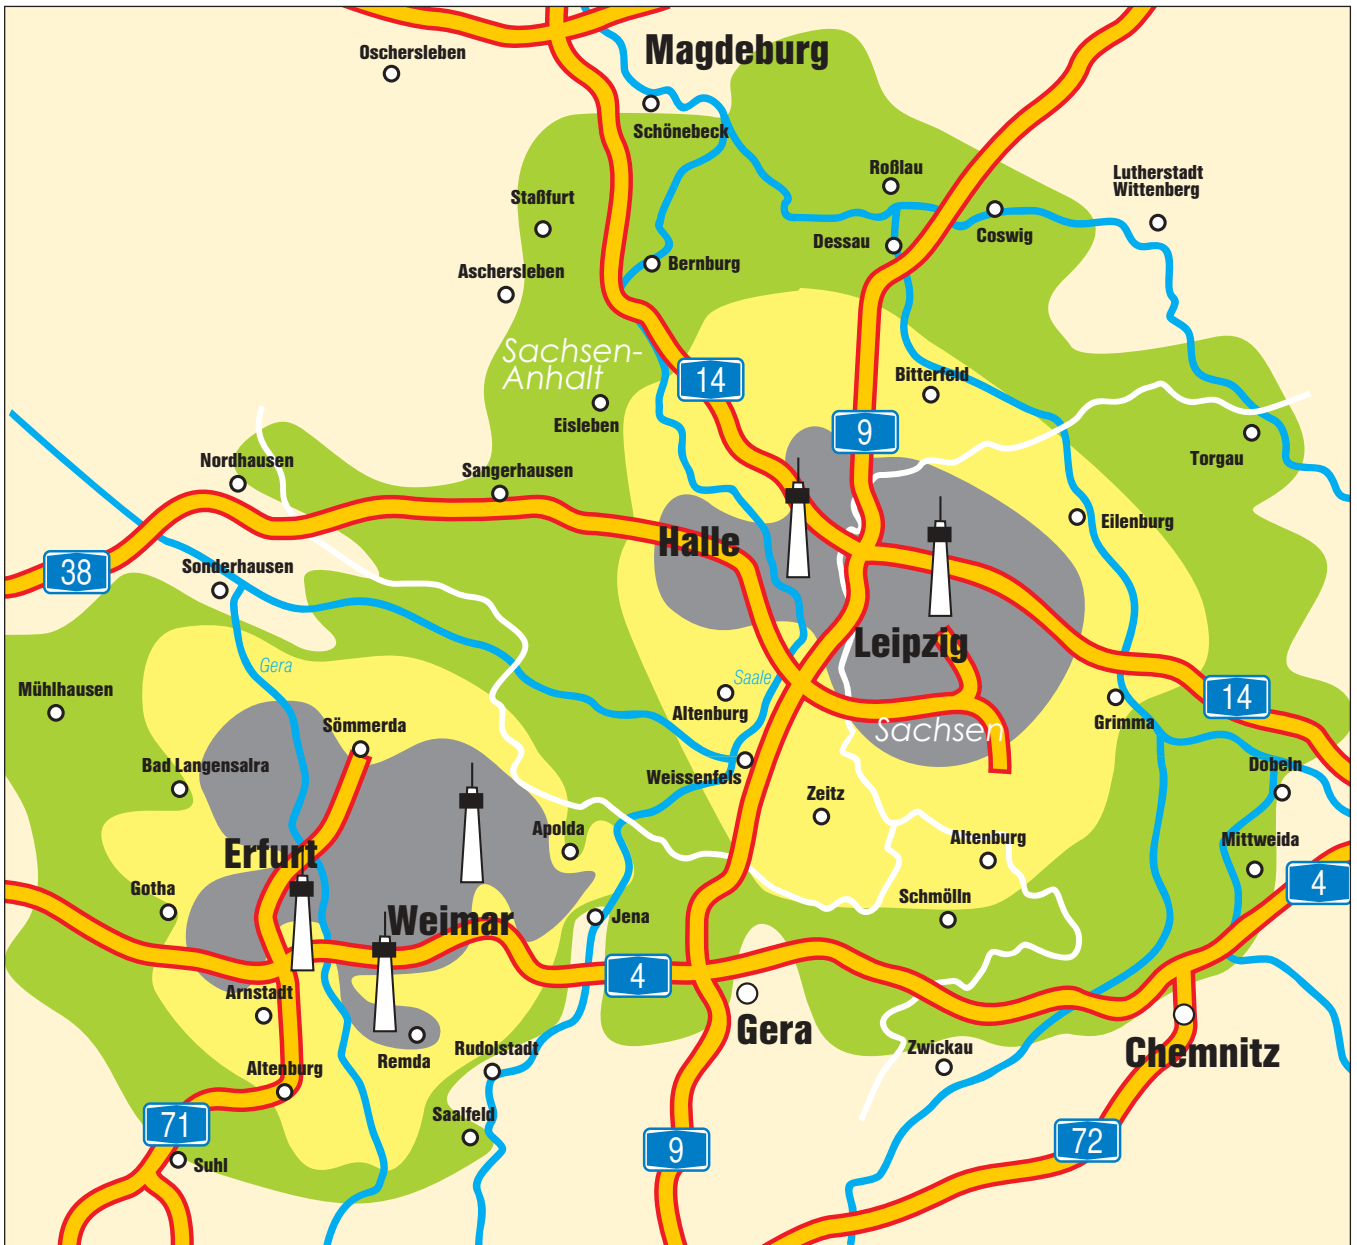 Magdeburg
Oschersleben
Schönebeck
Roßlau
Lutherstadt
Wittenberg
Staßfurt
Coswig
Dessau
Bernburg
Aschersleben
Sachsen-
Anhalt
14
Bitterfeld
Eisleben
9
Torgau
Nordhausen
Sangerhausen
Eilenburg
Halle
38
Sonderhausen
Leipzig
Gera
Saale
Mühlhausen
Altenburg
14
Grimma
Sömmerda
Sachsen
Bad Langensalra
Weissenfels
Dobeln
Zeitz
Apolda
Altenburg
Mittweida
Erfurt
4
Gotha
Schmölln
Weimar
Jena
4
Arnstadt
Gera
Rudolstadt
Zwickau
Chemnitz
Remda
Altenburg
Saalfeld
71
72
9
Suhl